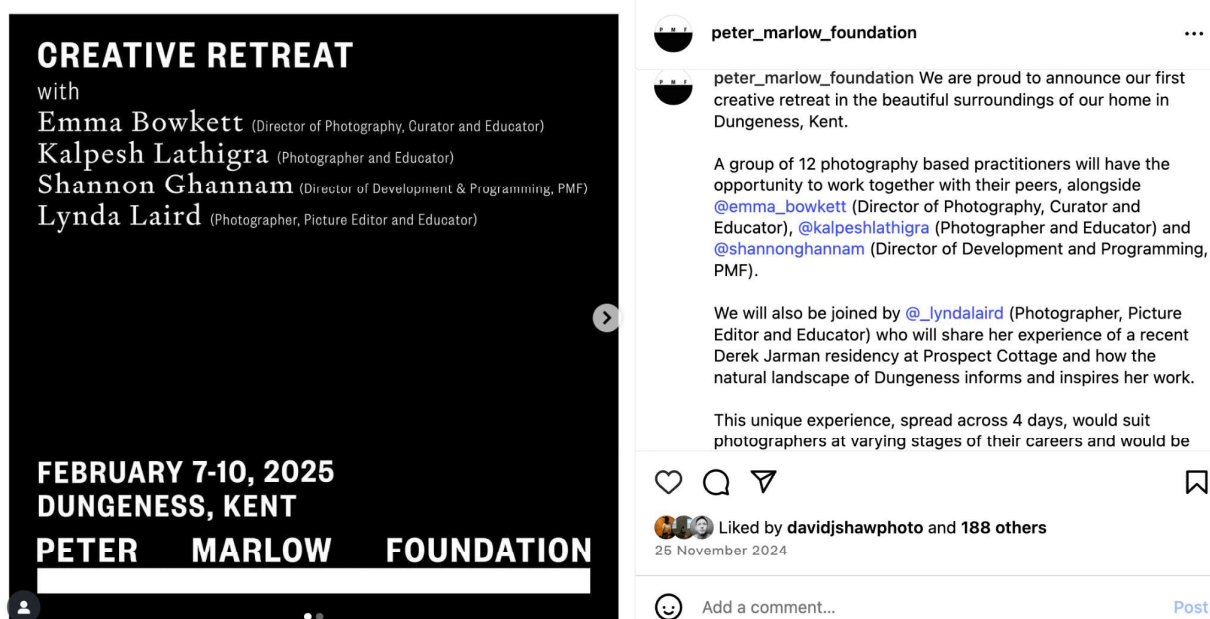 CREATIVE RETREAT
with
Emma Bowkett (Director of Photography, Curator and Educator)
Kalpesh Lathigra (Photographer and Educator)
Shannon Ghannam (Director of Development & Programming, PMF)
Lynda Laird (Photographer, Picture Editor and Educator)
FEBRUARY 7-10, 2025
DUNGENESS, KENT
PETER MARLOW FOUNDATION
P M F
peter_marlow_foundation
P M F
peter_marlow_foundation We are proud to announce our first
creative retreat in the beautiful surroundings of our home in
Dungeness, Kent.
A group of 12 photography based practitioners will have the
opportunity to work together with their peers, alongside
@emma_bowkett (Director of Photography, Curator and
Educator), @kalpeshlathigra (Photographer and Educator) and
@shannonghannam (Director of Development and Programming,
PMF).
We will also be joined by @_lyndalaird (Photographer, Picture
Editor and Educator) who will share her experience of a recent
Derek Jarman residency at Prospect Cottage and how the
natural landscape of Dungeness informs and inspires her work.
This unique experience, spread across 4 days, would suit
photographers at varying stages of their careers and would be
Liked by davidjshawphoto and 188 others
25 November 2024
Add a comment...
Post